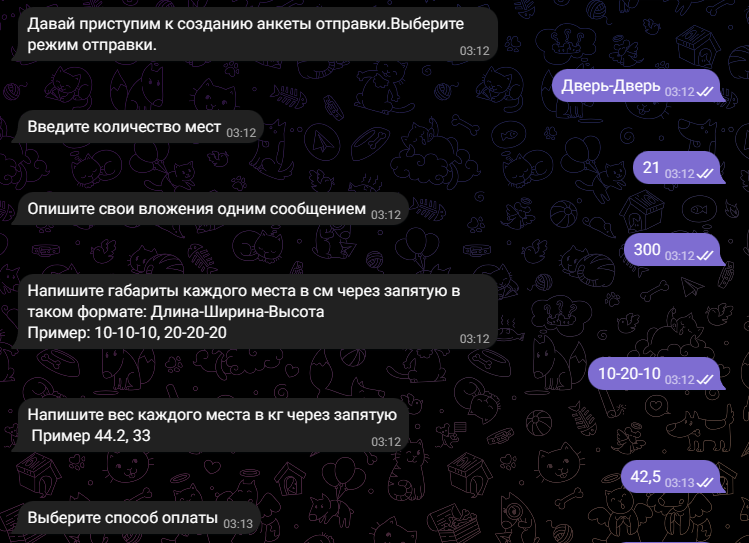 Давай приступим к созданию анкеты отправки.Выберите
режим отправки.
03:12
Дверь-Дверь 03:12
Введите количество мест 03:12
21 03:12
Опишите свои вложения одним сообщением 03:12
300 03:12
Напишите габариты каждого места в см через запятую в
таком формате: Длина-Ширина-Высота
Пример: 10-10-10, 20-20-20
03:12
10-20-10 03:12
Напишите вес каждого места в кг через запятую
Пример 44.2, 33
03:12
42,5 03:13
Выберите способ оплаты 03:13